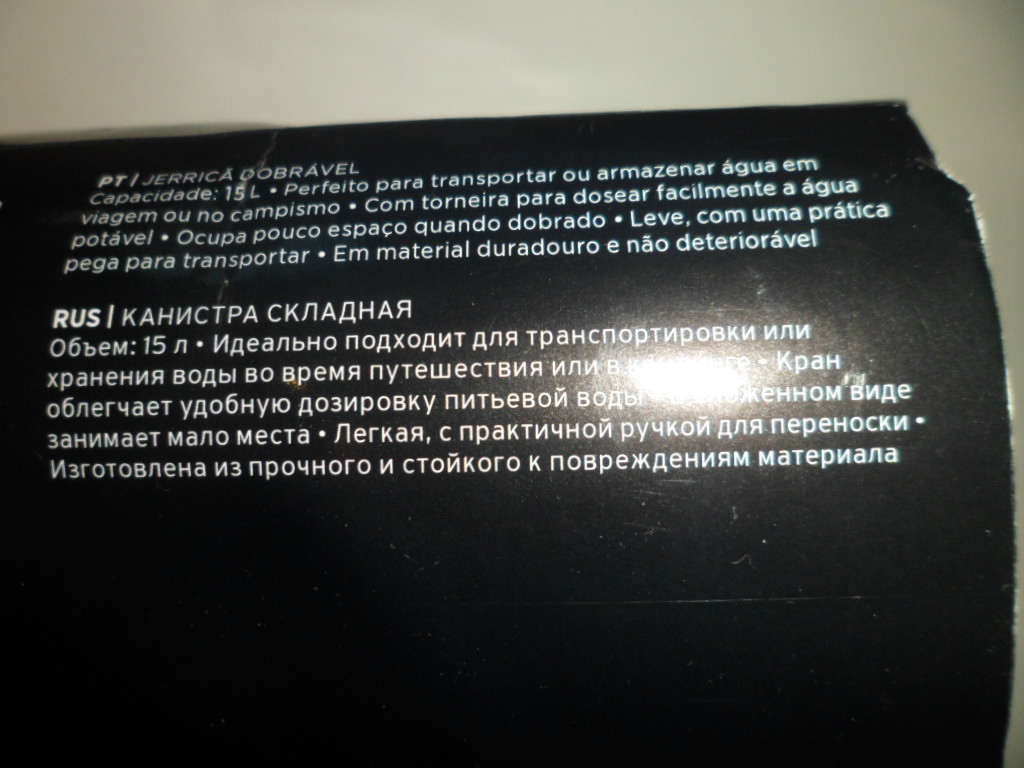 PT / JERRICÃ DOBRÁVEL
Capacidade: 15 L • Perfeito para transportar ou armazenar água em
viagem ou no campismo • Com torneira para dosear facilmente a água
potável • Ocupa pouco espaço quando dobrado • Leve, com uma prática
pega para transportar • Em material duradouro e não deteriorável
RUS / КАНИСТРА СКЛАДНАЯ
Объем: 15 л • Идеально подходит для транспортировки или
хранения воды во время путешествия или в • Кран
облегчает удобную дозировку питьевой воды виде
занимает мало места • Легкая, с практичной ручкой для переноски •
Изготовлена из прочного и стойкого к повреждениям материала